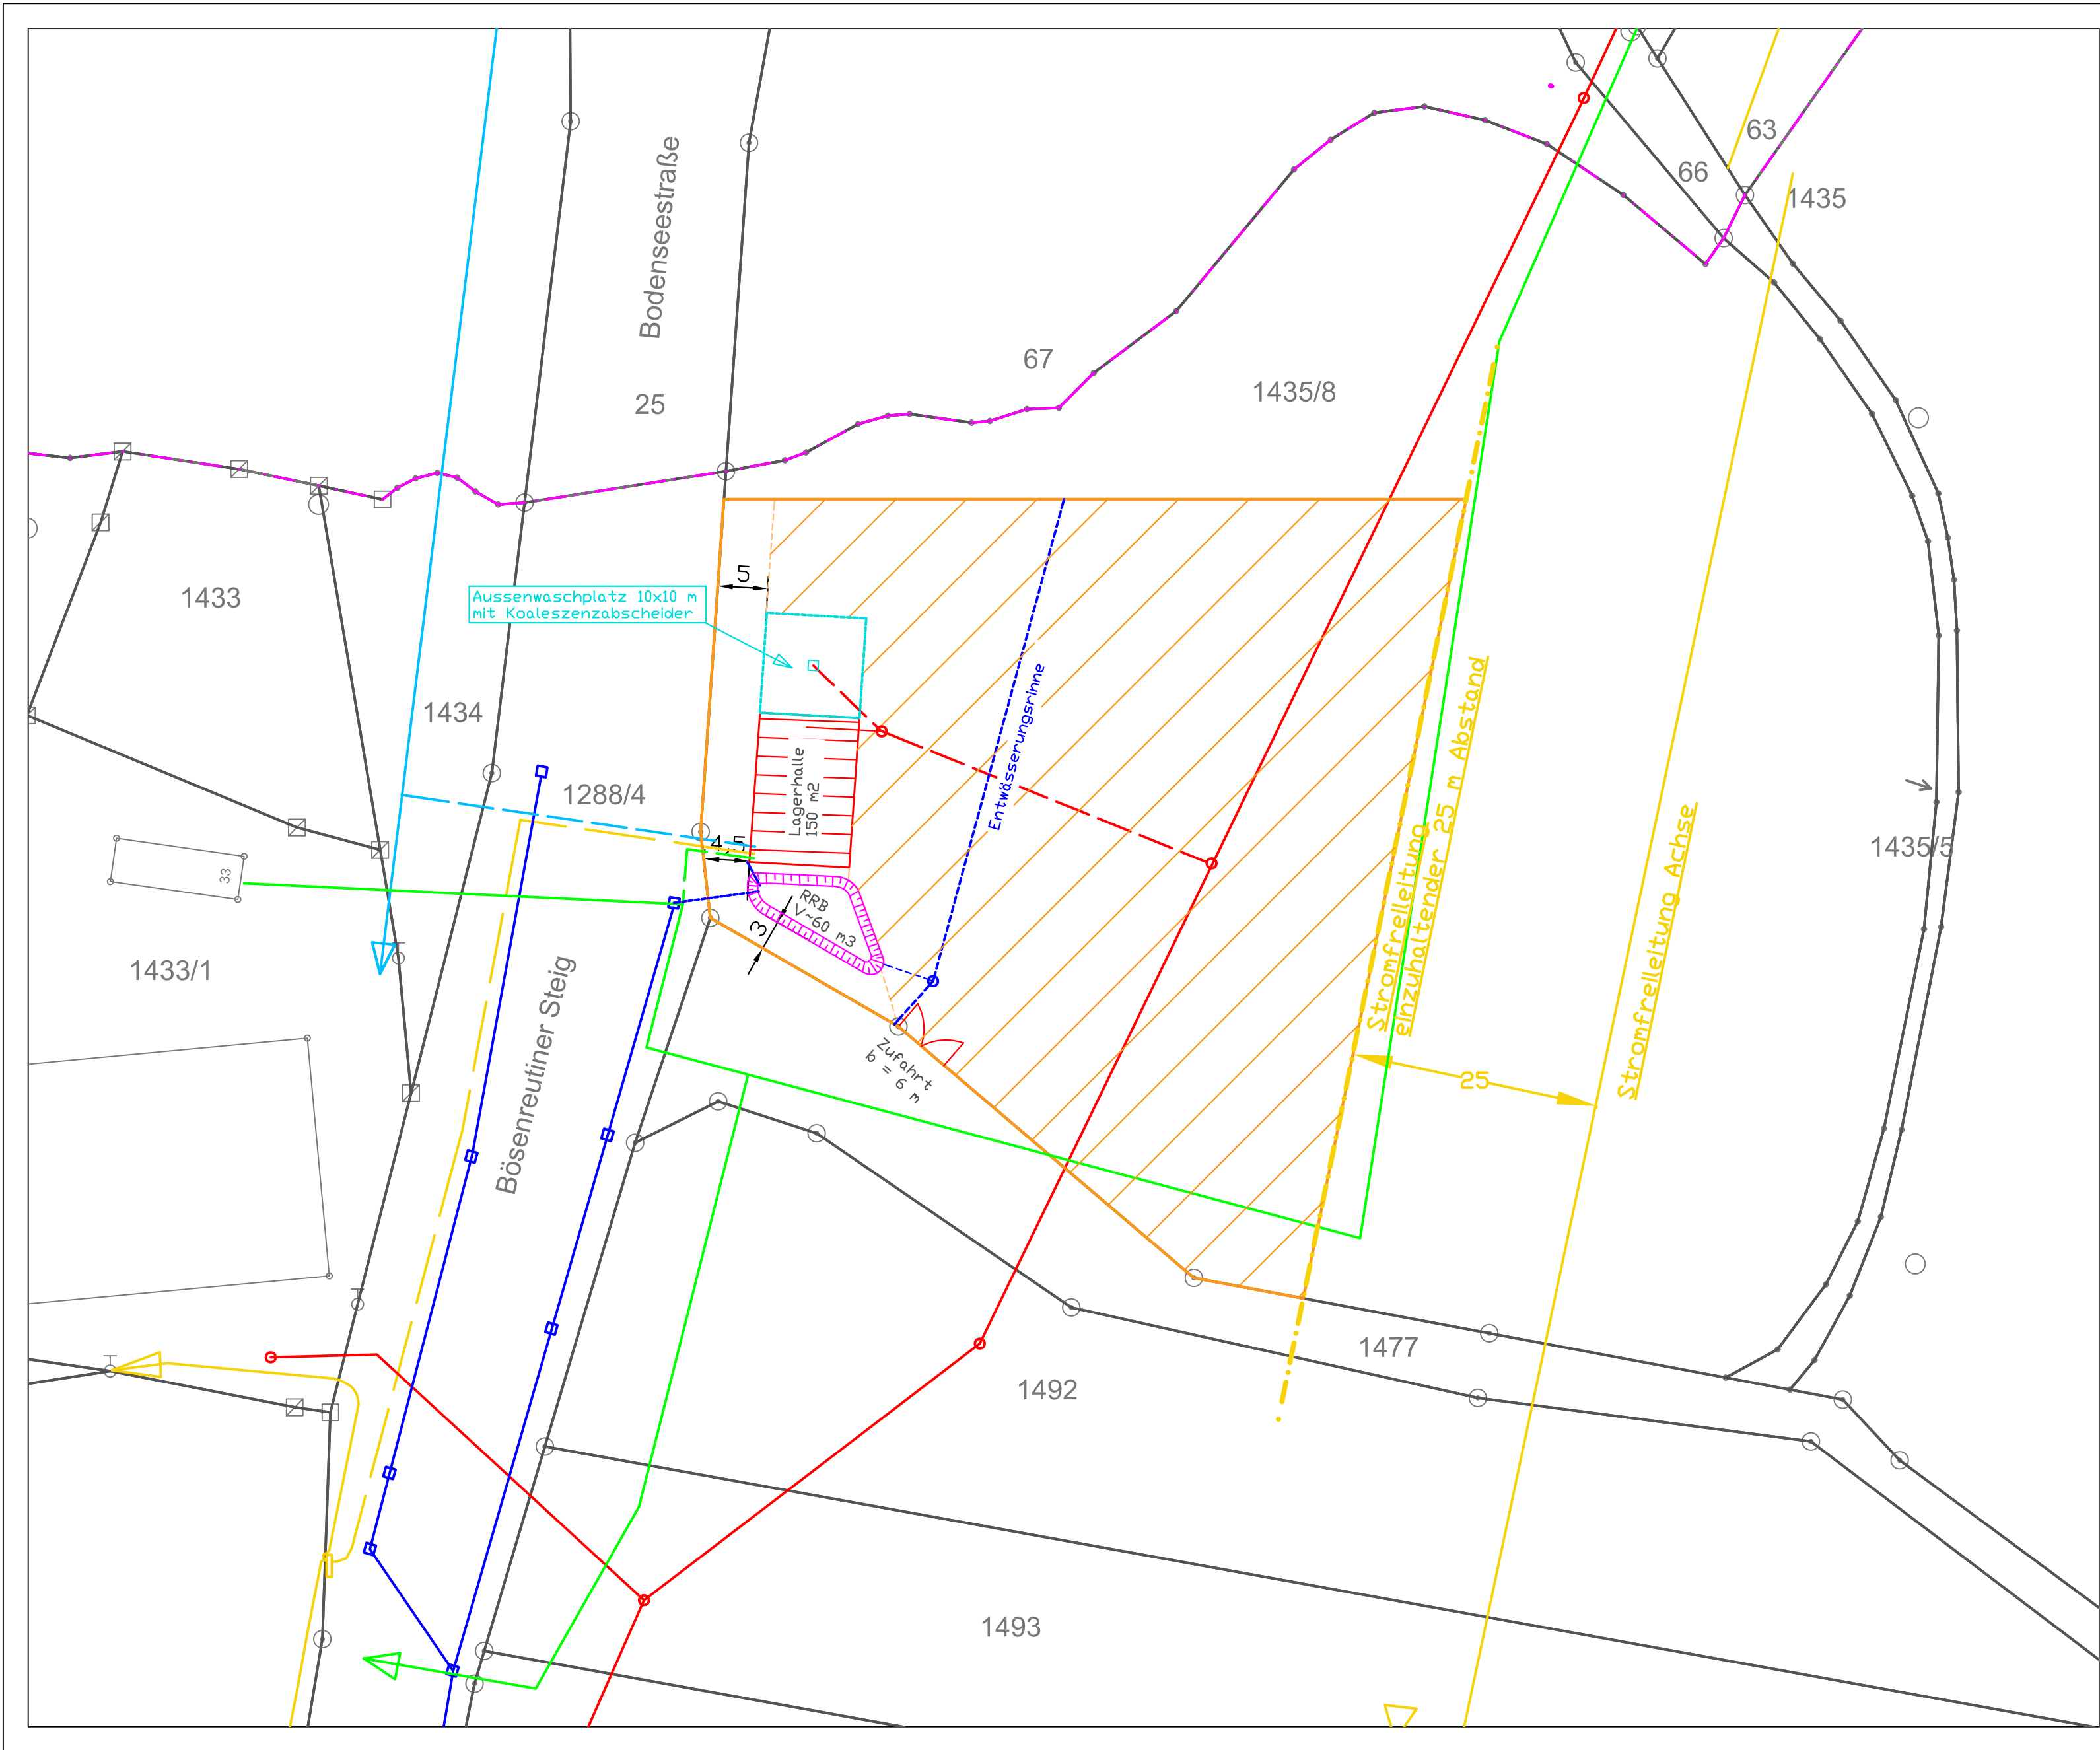 63
66
1435
Bodenseestraße
67
25
1435/8
5
Aussenwaschplatz 10x10 m
mit Koaleszenzabscheider
1433
1434
1288/4
Lagerhalle
150 m2
Entwässerungsrinne
4.5
33
RRB
V~60 m3
3
1433/1
Bösenreutiner Steig
Zufahrt
b = 6 m
Stromfreileitung
einzuhaltender 25 m Abstand
Stromfreileitung Achse
25
1435/5
1477
1492
1493